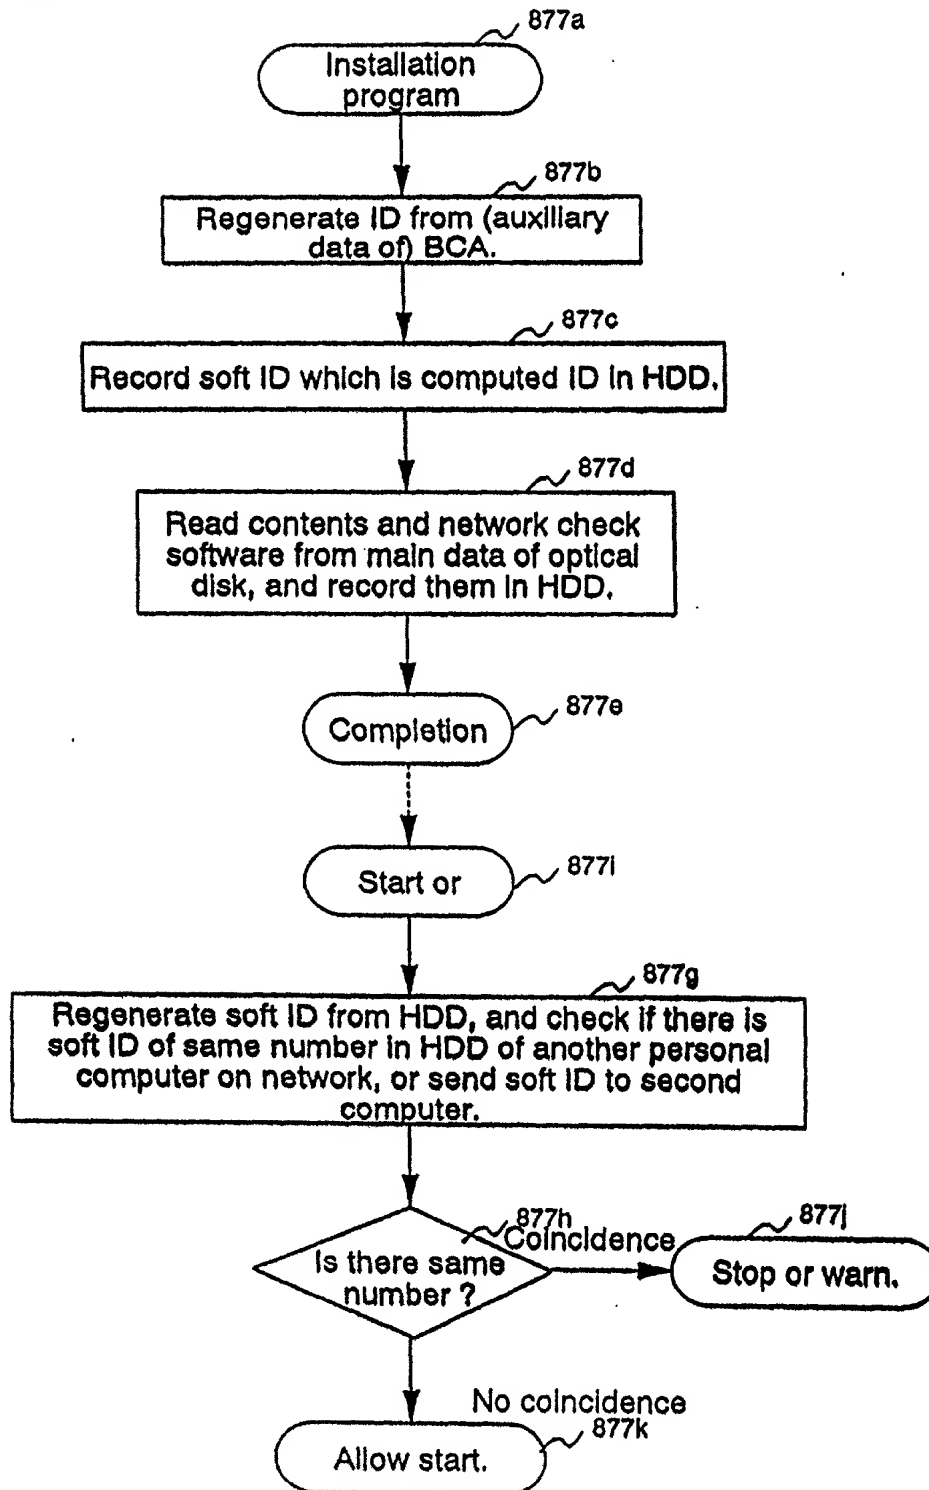 877a
Installation
program
877b
Regenerate ID from (auxiliary
data of) BCA.
877c
Record soft ID which is computed ID in HDD.
877d
Read contents and network check
software from main data of optical
disk, and record them in HDD.
877e
Completion
877i
Start or
877g
Regenerate soft ID from HDD, and check if there is
soft ID of same number in HDD of another personal
computer on network, or send soft ID to second
computer.
877h
Coincidence
Is there same
number ?
877j
Stop or warn.
No coincidence
877k
Allow start.